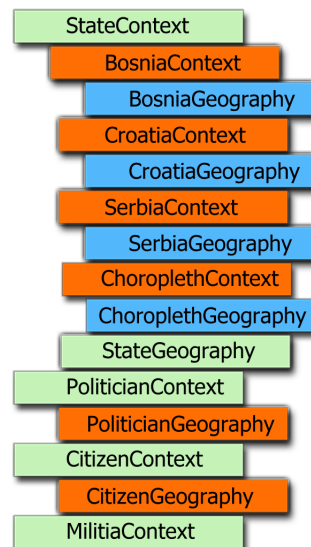 StateContext
BosniaContext
BosniaGeography
CroatiaContext
CroatiaGeography
SerbiaContext
SerbiaGeography
ChoroplethContext
ChoroplethGeography
StateGeography
PoliticianContext
PoliticianGeography
CitizenContext
CitizenGeography
MilitiaContext